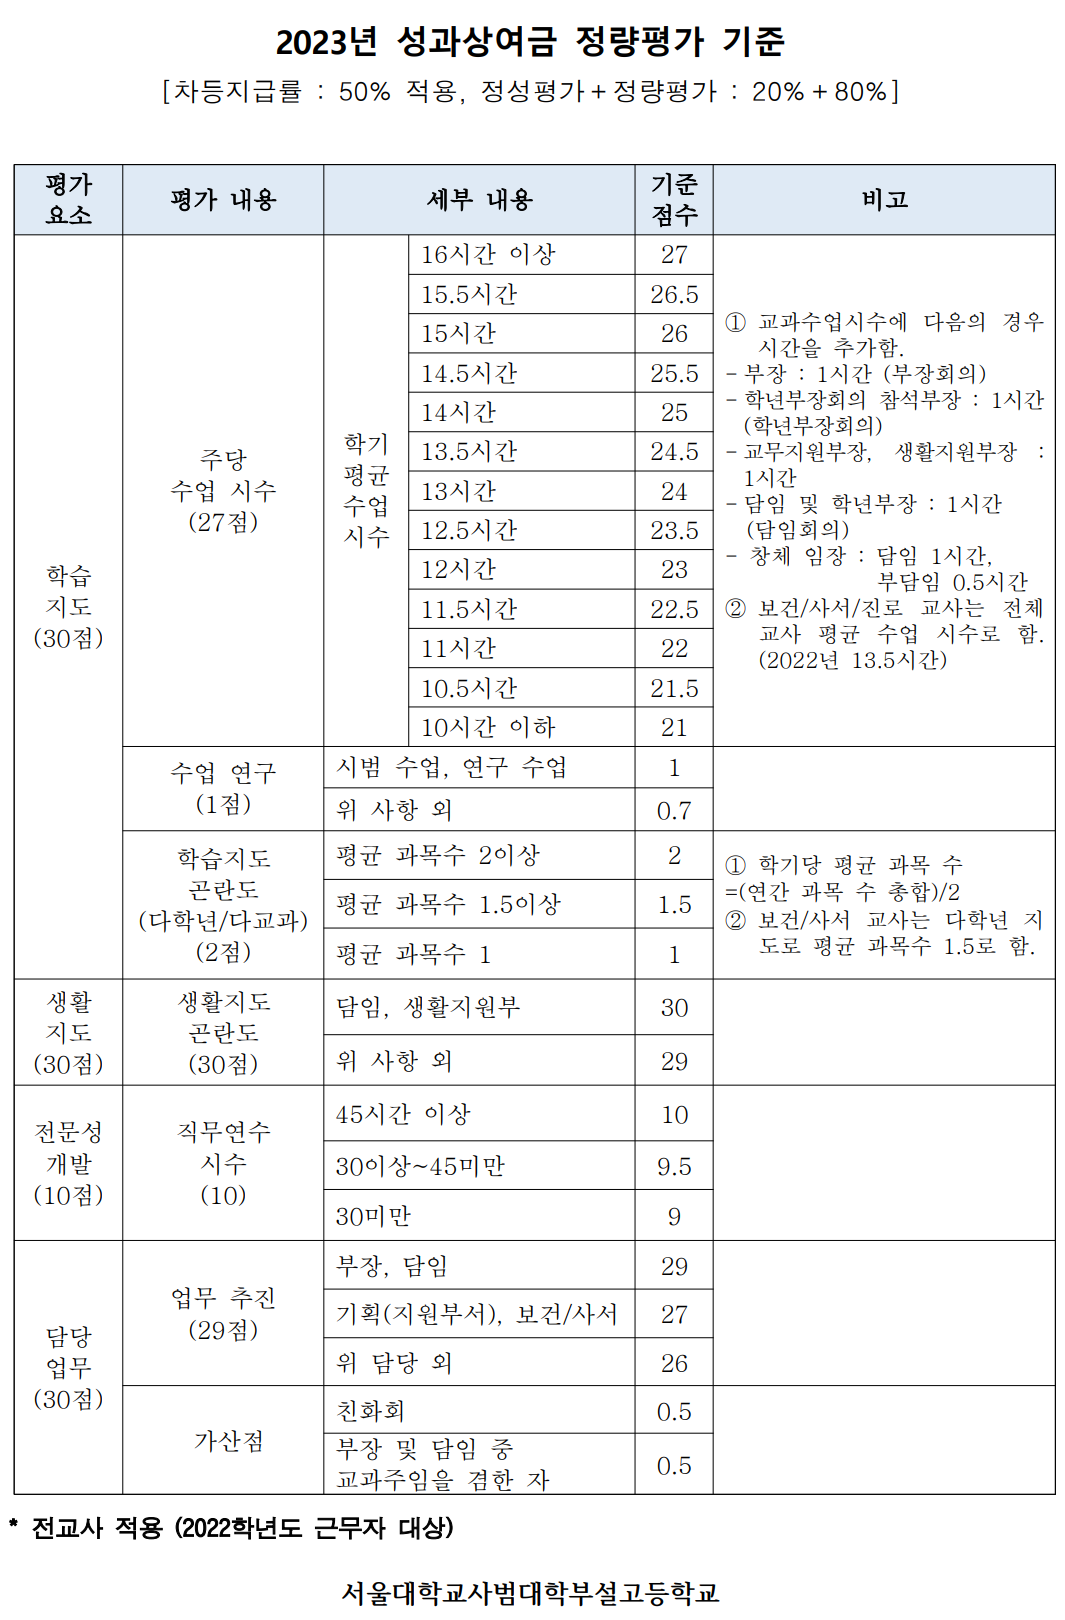 2023년 성과상여금 정량평가 기준
[차등지급률 : 50% 적용, 정성평가+정량평가 : 20%+80%]
평가
요소
평가 내용
세부 내용
기준
점수
비고
학습
지도
(30점)
주당
수업 시수
(27점)
학기
평균
수업
시수
16시간 이상 27
15.5시간 26.5
15시간 26
14.5시간 25.5
14시간 25
13.5시간 24.5
13시간 24
12.5시간 23.5
12시간 23
11.5시간 22.5
11시간 22
10.5시간 21.5
10시간 이하 21
① 교과수업시수에 다음의 경우
시간을 추가함.
- 부장 : 1시간 (부장회의)
- 학년부장회의 참석부장 : 1시간
(학년부장회의)
- 교무지원부장, 생활지원부장 :
1시간
- 담임 및 학년부장 : 1시간
(담임회의)
- 창체 임장 : 담임 1시간,
부담임 0.5시간
② 보건/사서/진로 교사는 전체
교사 평균 수업 시수로 함.
(2022년 13.5시간)
수업 연구
(1점)
시범 수업, 연구 수업 1
위 사항 외 0.7
학습지도
곤란도
(다학년/다교과)
(2점)
평균 과목수 2이상 2
평균 과목수 1.5이상 1.5
평균 과목수 1 1
① 학기당 평균 과목 수
=(연간 과목 수 총합)/2
② 보건/사서 교사는 다학년 지
도로 평균 과목수 1.5로 함.
생활
지도
(30점)
생활지도
곤란도
(30점)
담임, 생활지원부 30
위 사항 외 29
전문성
개발
(10점)
직무연수
시수
(10)
45시간 이상 10
30이상~45미만 9.5
30미만 9
담당
업무
(30점)
업무 추진
(29점)
부장, 담임 29
기획(지원부서), 보건/사서 27
위 담당 외 26
가산점
친화회 0.5
부장 및 담임 중
교과주임을 겸한 자 0.5
* 전교사 적용 (2022학년도 근무자 대상)
서울대학교사범대학부설고등학교